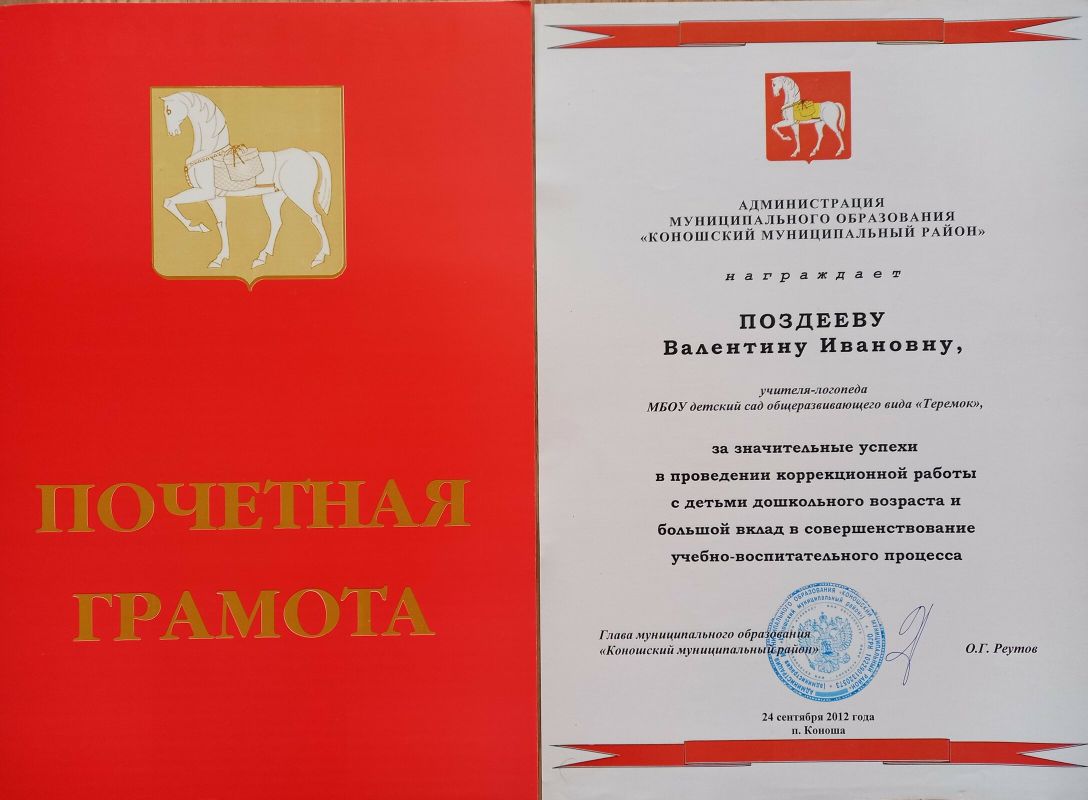 ПОЧЕТНАЯ
ГРАМОТА
АДМИНИСТРАЦИЯ
МУНИЦИПАЛЬНОГО ОБРАЗОВАНИЯ
«КОНОШСКИЙ МУНИЦИПАЛЬНЫЙ РАЙОН»
награждает
ПОЗДЕЕВУ
Валентину Ивановну,
учителя-логопеда
МБОУ детский сад общеразвивающего вида «Теремок»,
за значительные успехи
в проведении коррекционной работы
с детьми дошкольного возраста и
большой вклад в совершенствование
учебно-воспитательного процесса
Глава муниципального образования
«Коношский муниципальный район»
О.Г. Реутов
24 сентября 2012 года
п. Коноша